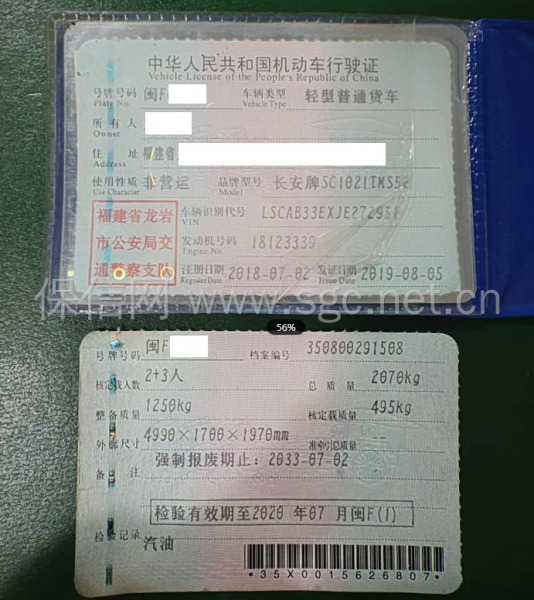 中华人民共和国机动车行驶证
Vehicle License of the People's Republic of China
号牌号码 闽F 车辆类型 轻型普通货车
Plate No. Vehicle Type
所有人
Owner
住址 福建省
Address
使用性质 非营运 品牌型号 长安牌SC1021TMS52
Use Character Model
福建省龙岩
市公安局交
通警察支队
车辆识别代号 LSCAB33EXJE272951
VIN
发动机号码 18123339
Engine No.
注册日期 2018-07-02 发证日期 2019-08-05
Register Date Issue Date
保信网 www.sgc.net.cn
56%
号牌号码 闽F 档案编号 350800291508
核定载人数 2+3人 总质量 2070kg
整备质量 1250kg 核定载质量 495kg
外廓尺寸 4990×1700×1970mm 准牵引总质量 --
备注 强制报废期止:2033-07-02
检验有效期至2020 年07 月闽F(1)
检验记录 汽油
*35X0015626807*